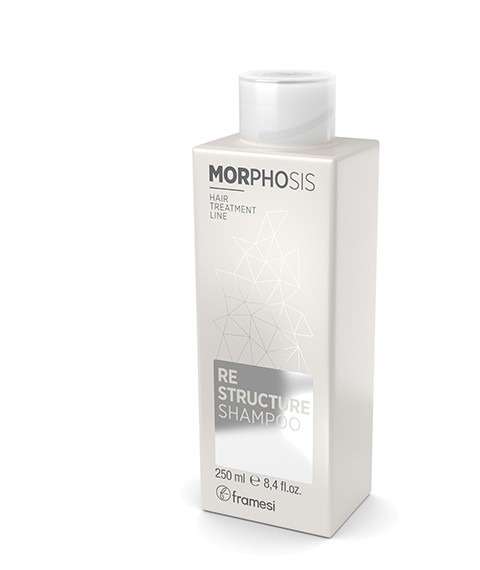 MORPHOSIS
HAIR
TREATMENT
LINE
RE
STRUCTURE
SHAMPOO
250 ml ℮ 8,4 fl.oz.
framesi